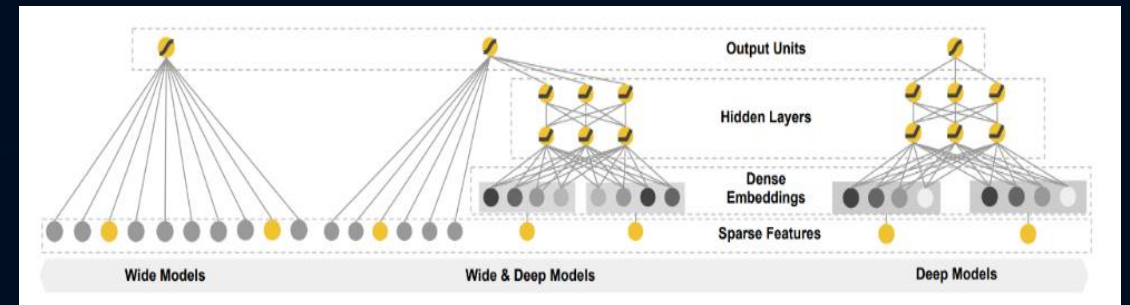 Output Units
Hidden Layers
Dense
Embeddings
Sparse Features
Wide Models
Wide & Deep Models
Deep Models